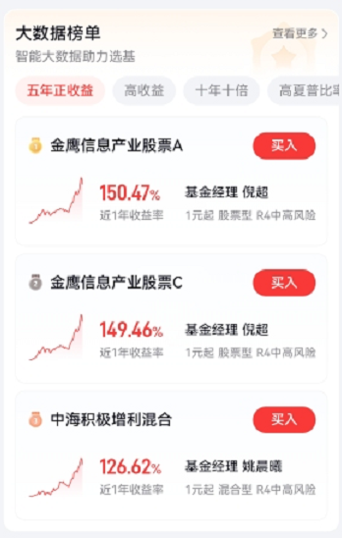 大数据榜单 查看更多 >
智能大数据助力选基
五年正收益 高收益 十年十倍 高夏普比率
1 金鹰信息产业股票A 买入
150.47% 基金经理 倪超
近1年收益率 1元起 股票型 R4中高风险
2 金鹰信息产业股票C 买入
149.46% 基金经理 倪超
近1年收益率 1元起 股票型 R4中高风险
3 中海积极增利混合 买入
126.62% 基金经理 姚晨曦
近1年收益率 1元起 混合型 R4中高风险